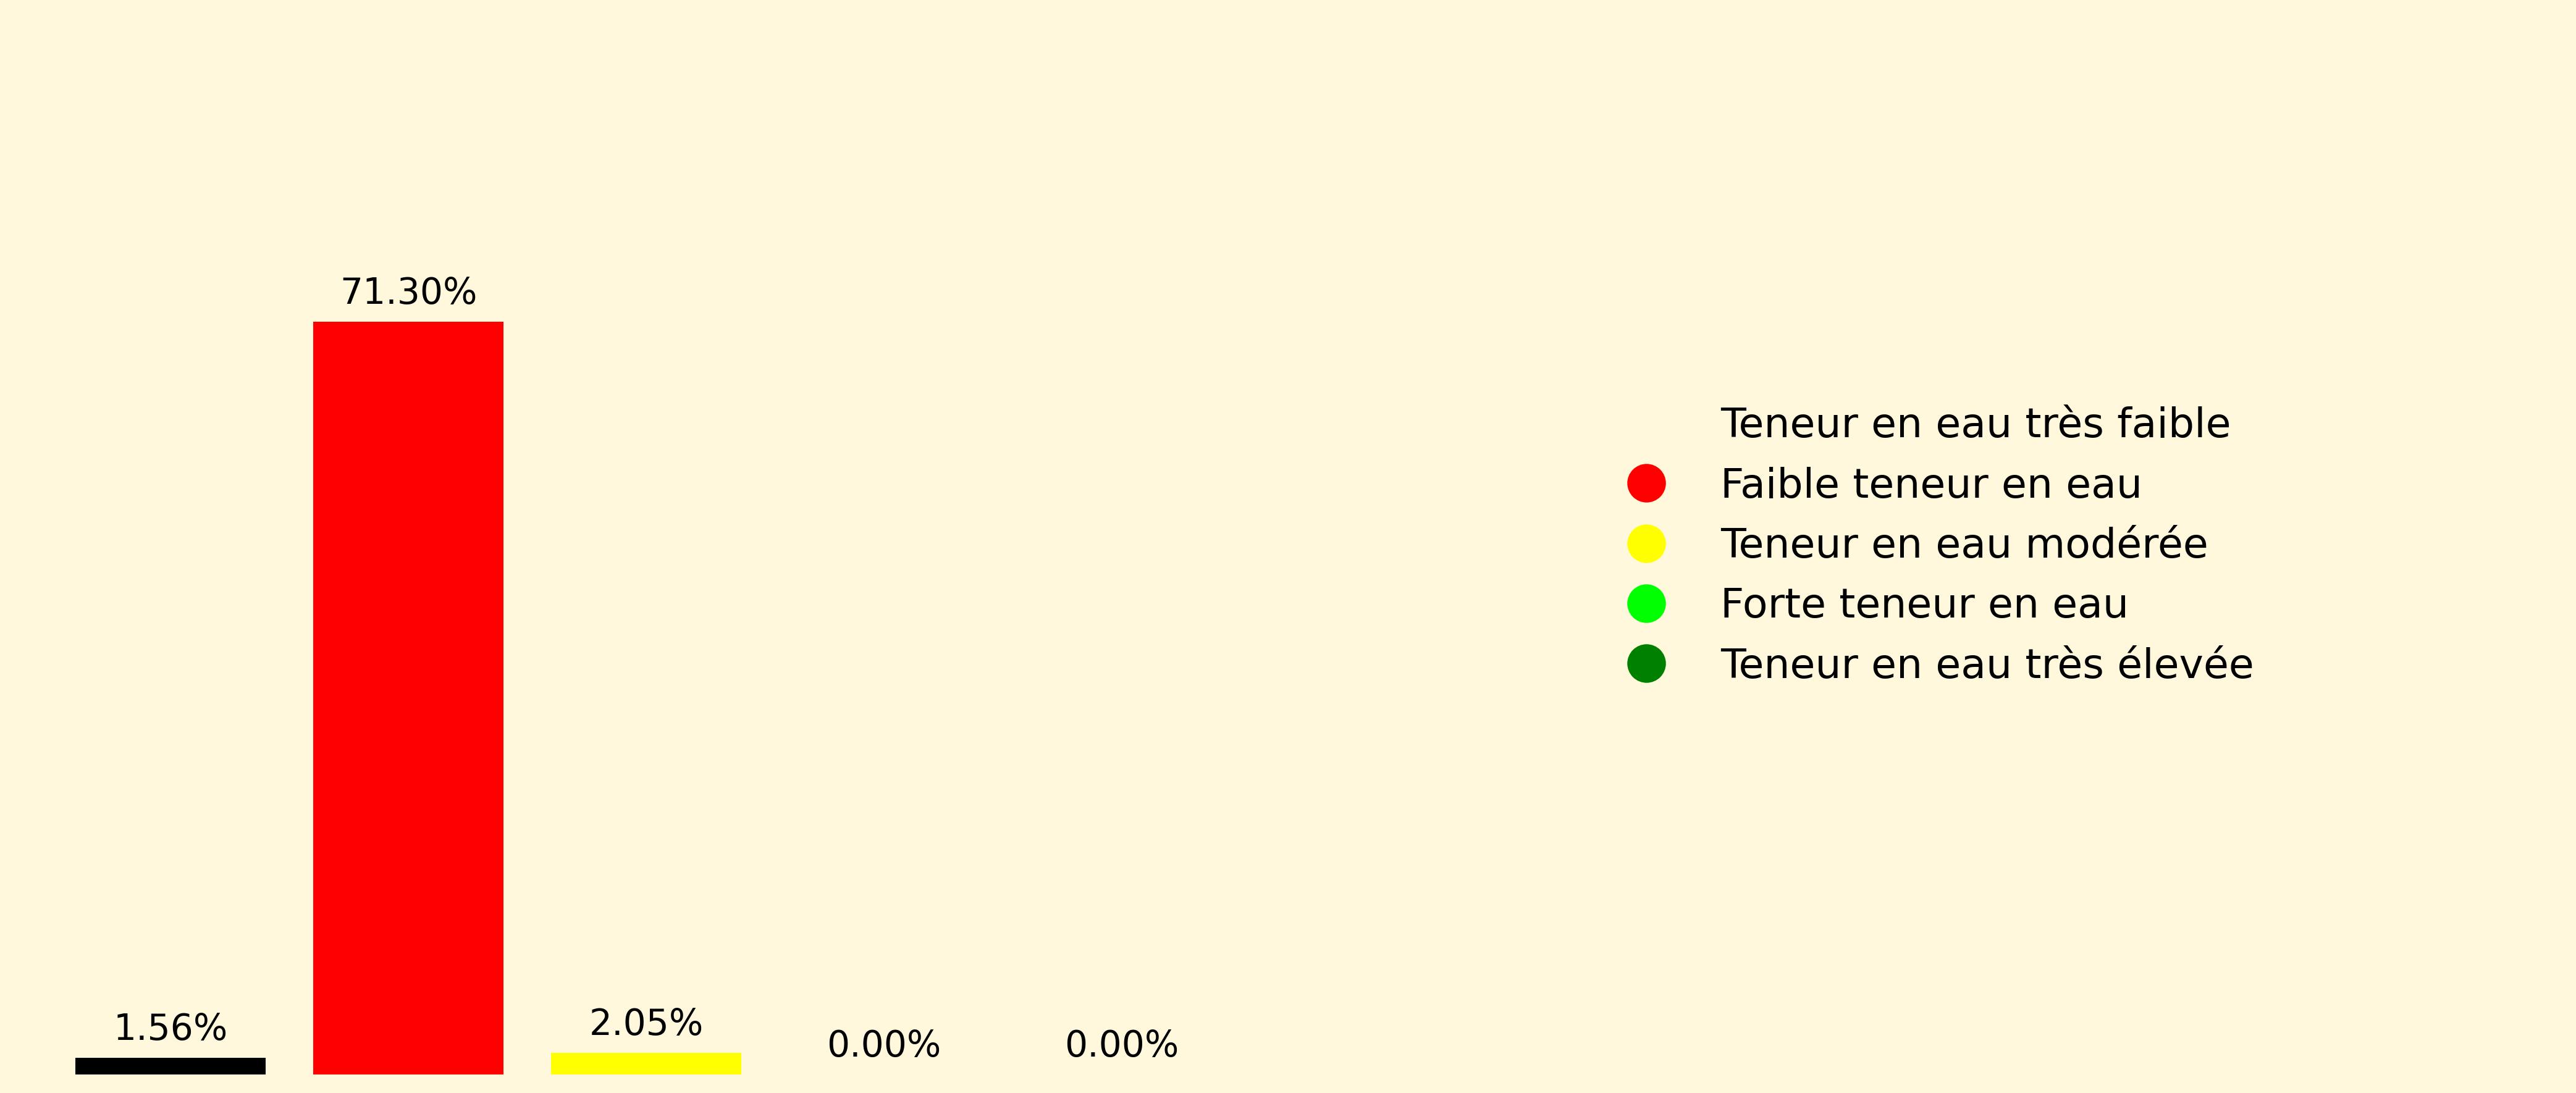 71.30%
1.56%
2.05%
0.00%
0.00%
Teneur en eau très faible
Faible teneur en eau
Teneur en eau modérée
Forte teneur en eau
Teneur en eau très élevée